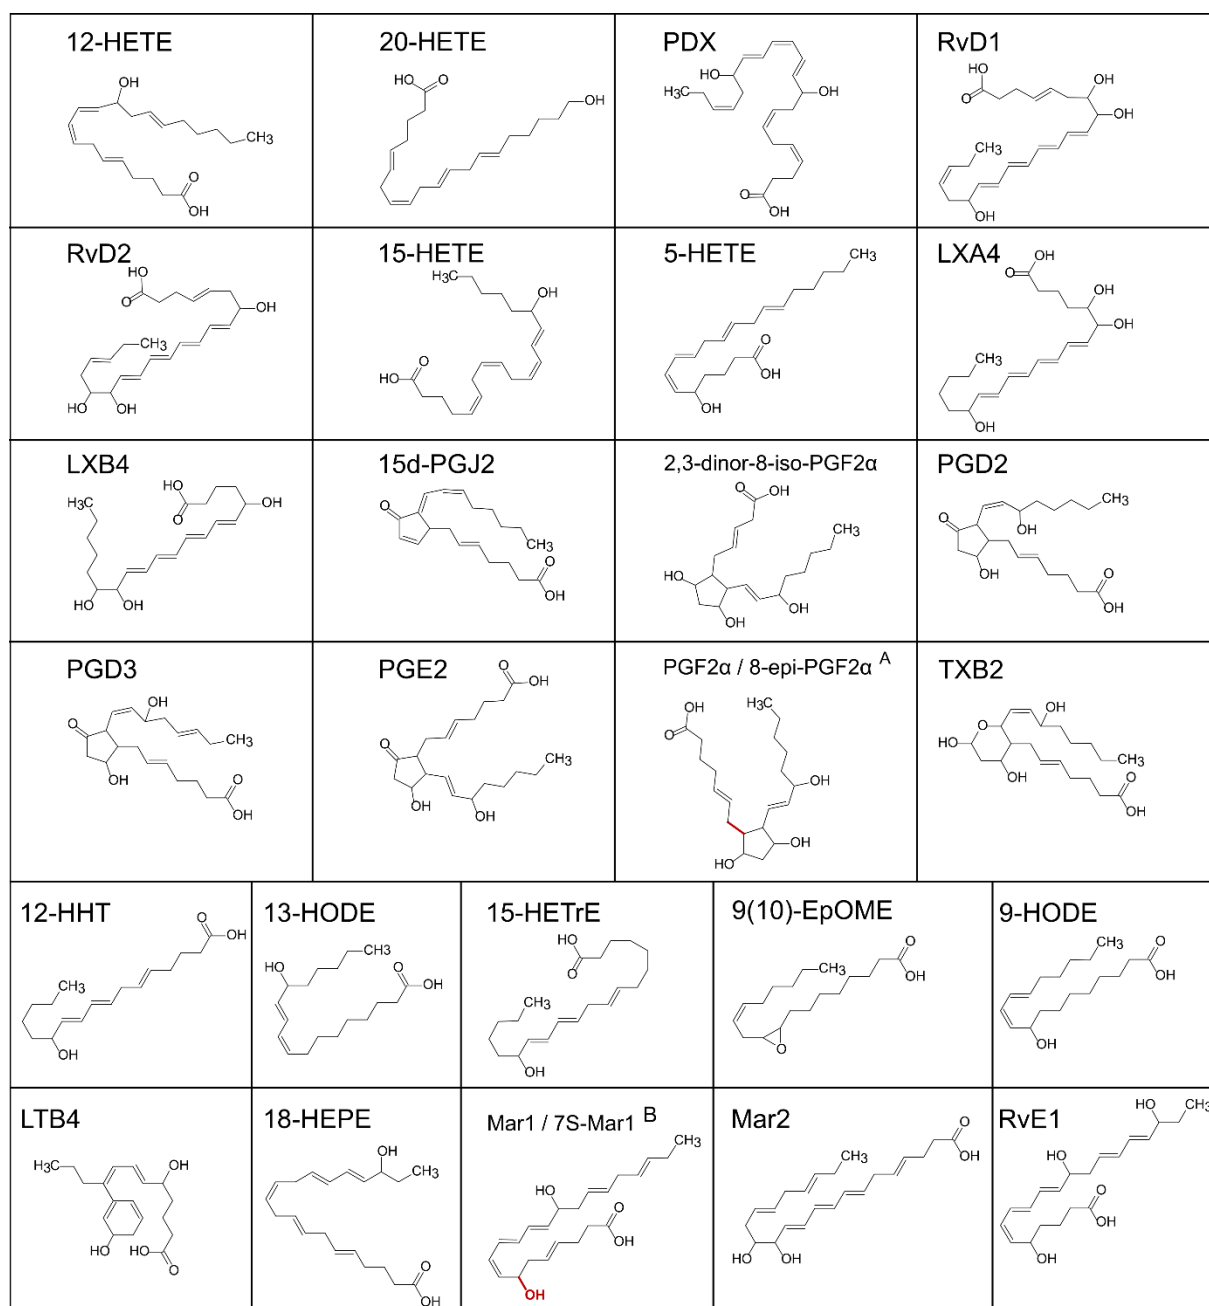 12-HETE
OH
CH₃
O
OH
20-HETE
HO O
OH
PDX
HO
H₃C
OH
O
OH
RvD1
HO
O
OH
OH
CH₃
OH
RvD2
HO
O
OH
CH₃
HO OH
15-HETE
H₃C
OH
O
HO
5-HETE
CH₃
O
OH
OH
LXA4
OH
O
OH
OH
CH₃
OH
LXB4
H₃C
HO
O
OH
HO OH
15d-PGJ2
O
CH₃
O
OH
2,3-dinor-8-iso-PGF2α
O OH
CH₃
HO
OH
OH
PGD2
CH₃
O
OH
OH
O
OH
PGD3
OH
O
CH₃
OH
O
OH
PGE2
O
OH
O
CH₃
OH
OH
PGF2α / 8-epi-PGF2α A
H₃C
OH
O
OH
OH
HO
TXB2
OH
O
HO
CH₃
OH
O
OH
12-HHT
O
OH
CH₃
OH
13-HODE
CH₃
HO
O
OH
15-HETrE
HO
O
CH₃
OH
9(10)-EpOME
O
CH₃
OH
O
9-HODE
CH₃
O
OH
OH
LTB4
H₃C
OH
HO
HO
O
18-HEPE
HO
CH₃
O
OH
Mar1 / 7S-Mar1 B
CH₃
HO
O
OH
OH
Mar2
O
OH
CH₃
HO OH
RvE1
HO
CH₃
HO
O
OH
OH